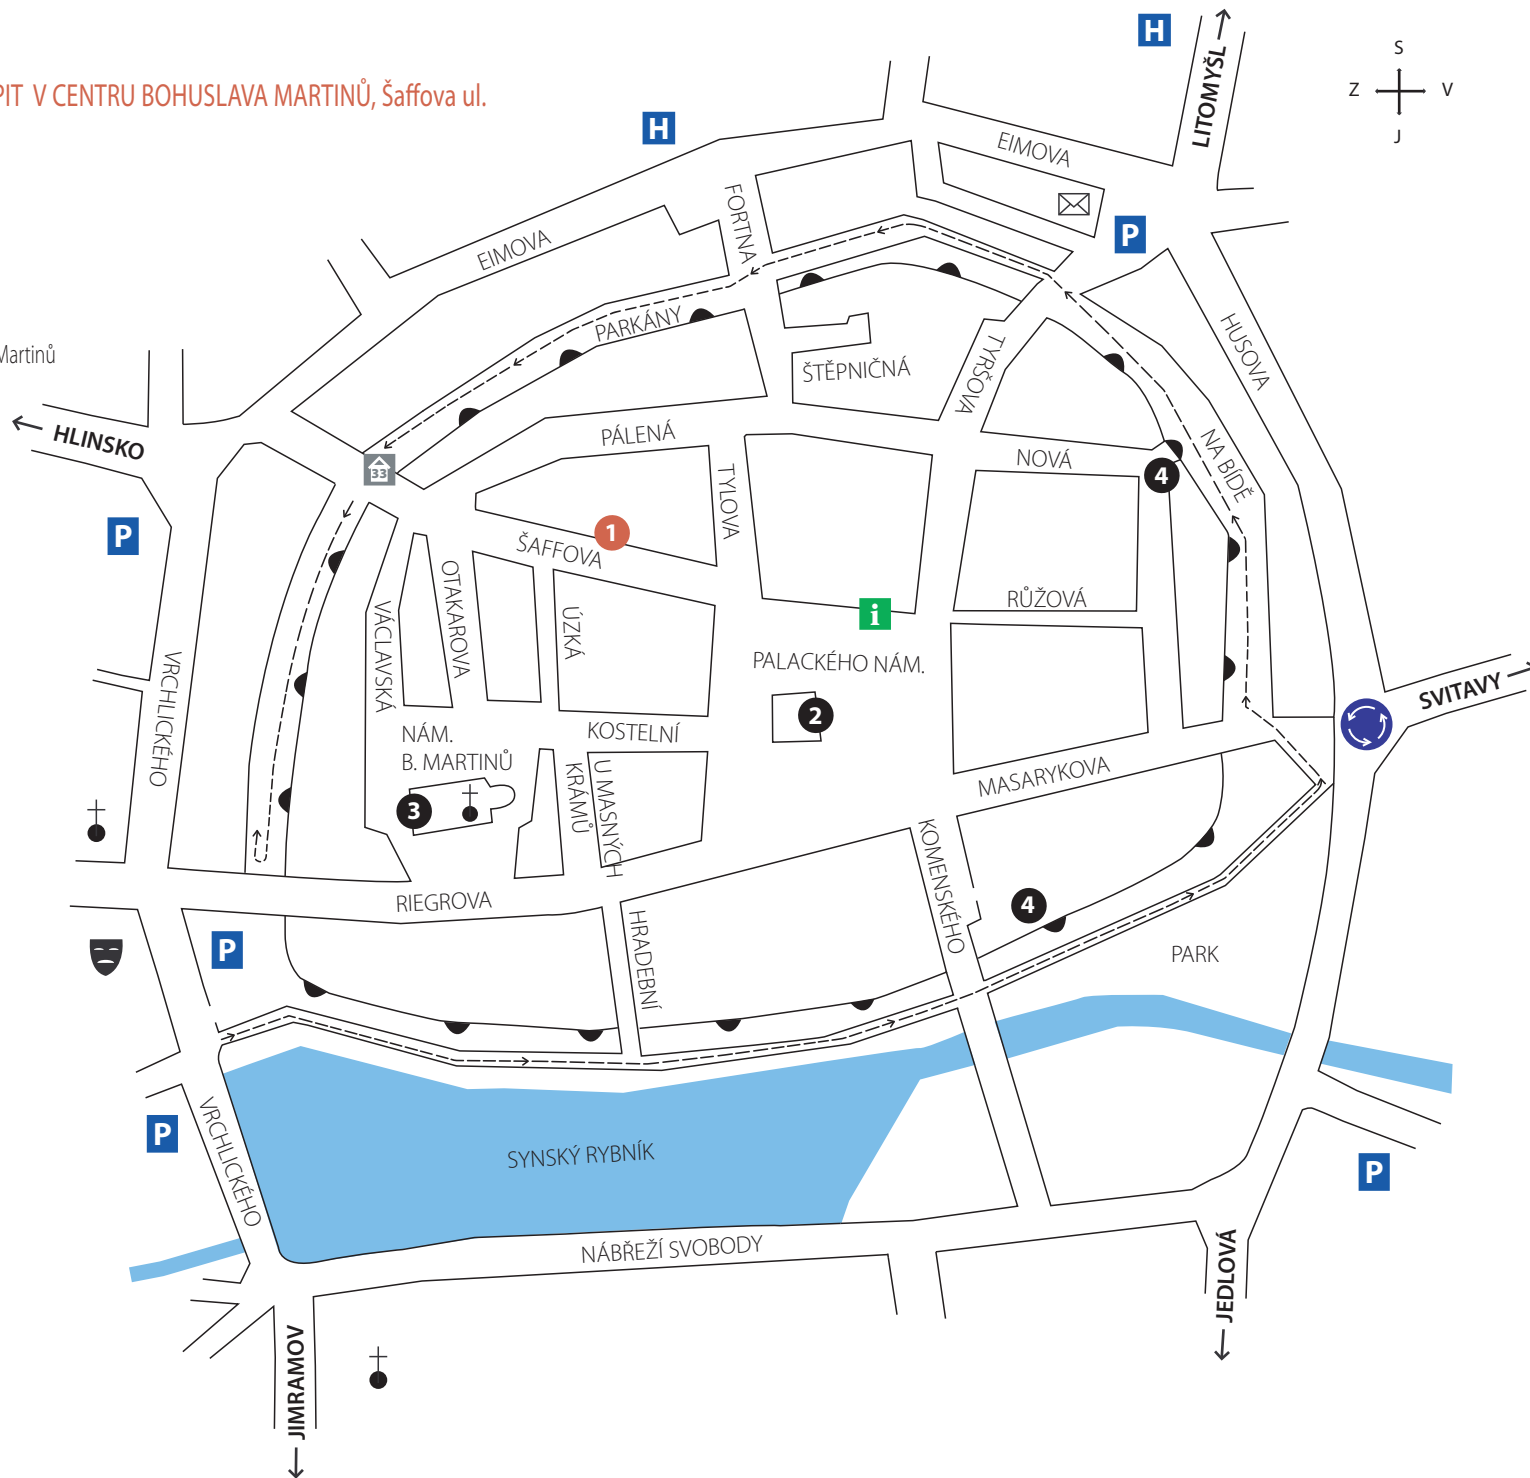 PIT V CENTRU BOHUSLAVA MARTINŮ, Šaffova ul.
H
LITOMYŠL
S
Z
V
J
H
EIMOVA
FORTNA
P
EIMOVA
HUSOVA
PARKÁNY
Martinů
ŠTĚPNIČNÁ
TYRŠOVA
HLINSKO
PÁLENÁ
NOVÁ
NA BÍDĚ
33
4
TYLOVA
P
1
ŠAFFOVA
OTAKAROVA
RŮŽOVÁ
i
VÁCLAVSKÁ
ÚZKÁ
PALACKÉHO NÁM.
VRCHLICKÉHO
SVITAVY
2
NÁM.
B. MARTINŮ
KOSTELNÍ
MASARYKOVA
U MASNÝCH
KRÁMŮ
3
KOMENSKÉHO
RIEGROVA
4
P
HRADEBNÍ
PARK
P
VRCHLICKÉHO
SYNSKÝ RYBNÍK
P
NÁBŘEŽÍ SVOBODY
JEDLOVÁ
JIMRAMOV